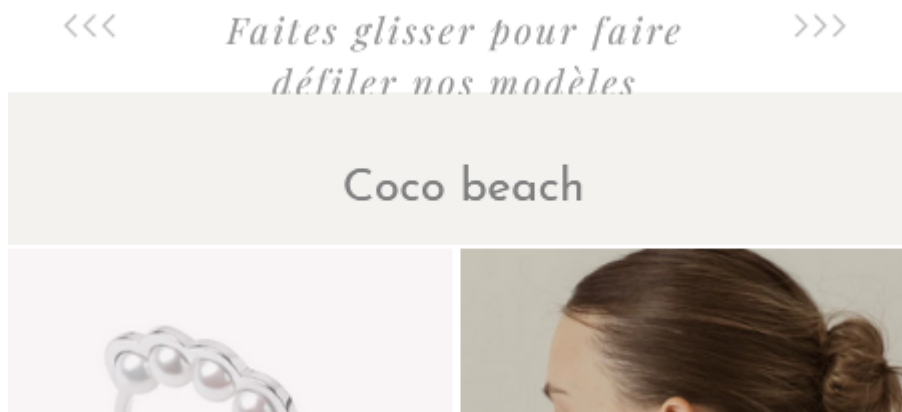 <<< Faites glisser pour faire >>>
défiler nos modèles
Coco beach